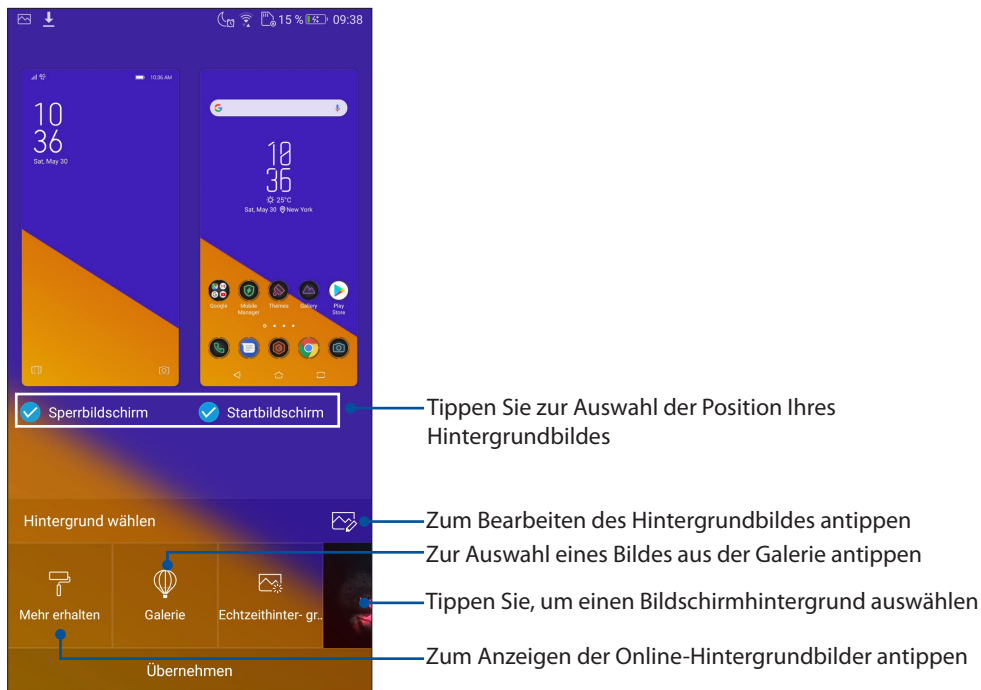 15 % 09:38
10:36 AM
10
36
Sat, May 30
10
36
25°C
Sat, May 30 New York
Google Mobile Manager Themes Gallery Play Store
Sperrbildschirm Startbildschirm
Tippen Sie zur Auswahl der Position Ihres
Hintergrundbildes
Hintergrund wählen
Zum Bearbeiten des Hintergrundbildes antippen
Zur Auswahl eines Bildes aus der Galerie antippen
Mehr erhalten Galerie Echtzeithinter- gr..
Tippen Sie, um einen Bildschirmhintergrund auswählen
Übernehmen
Zum Anzeigen der Online-Hintergrundbilder antippen